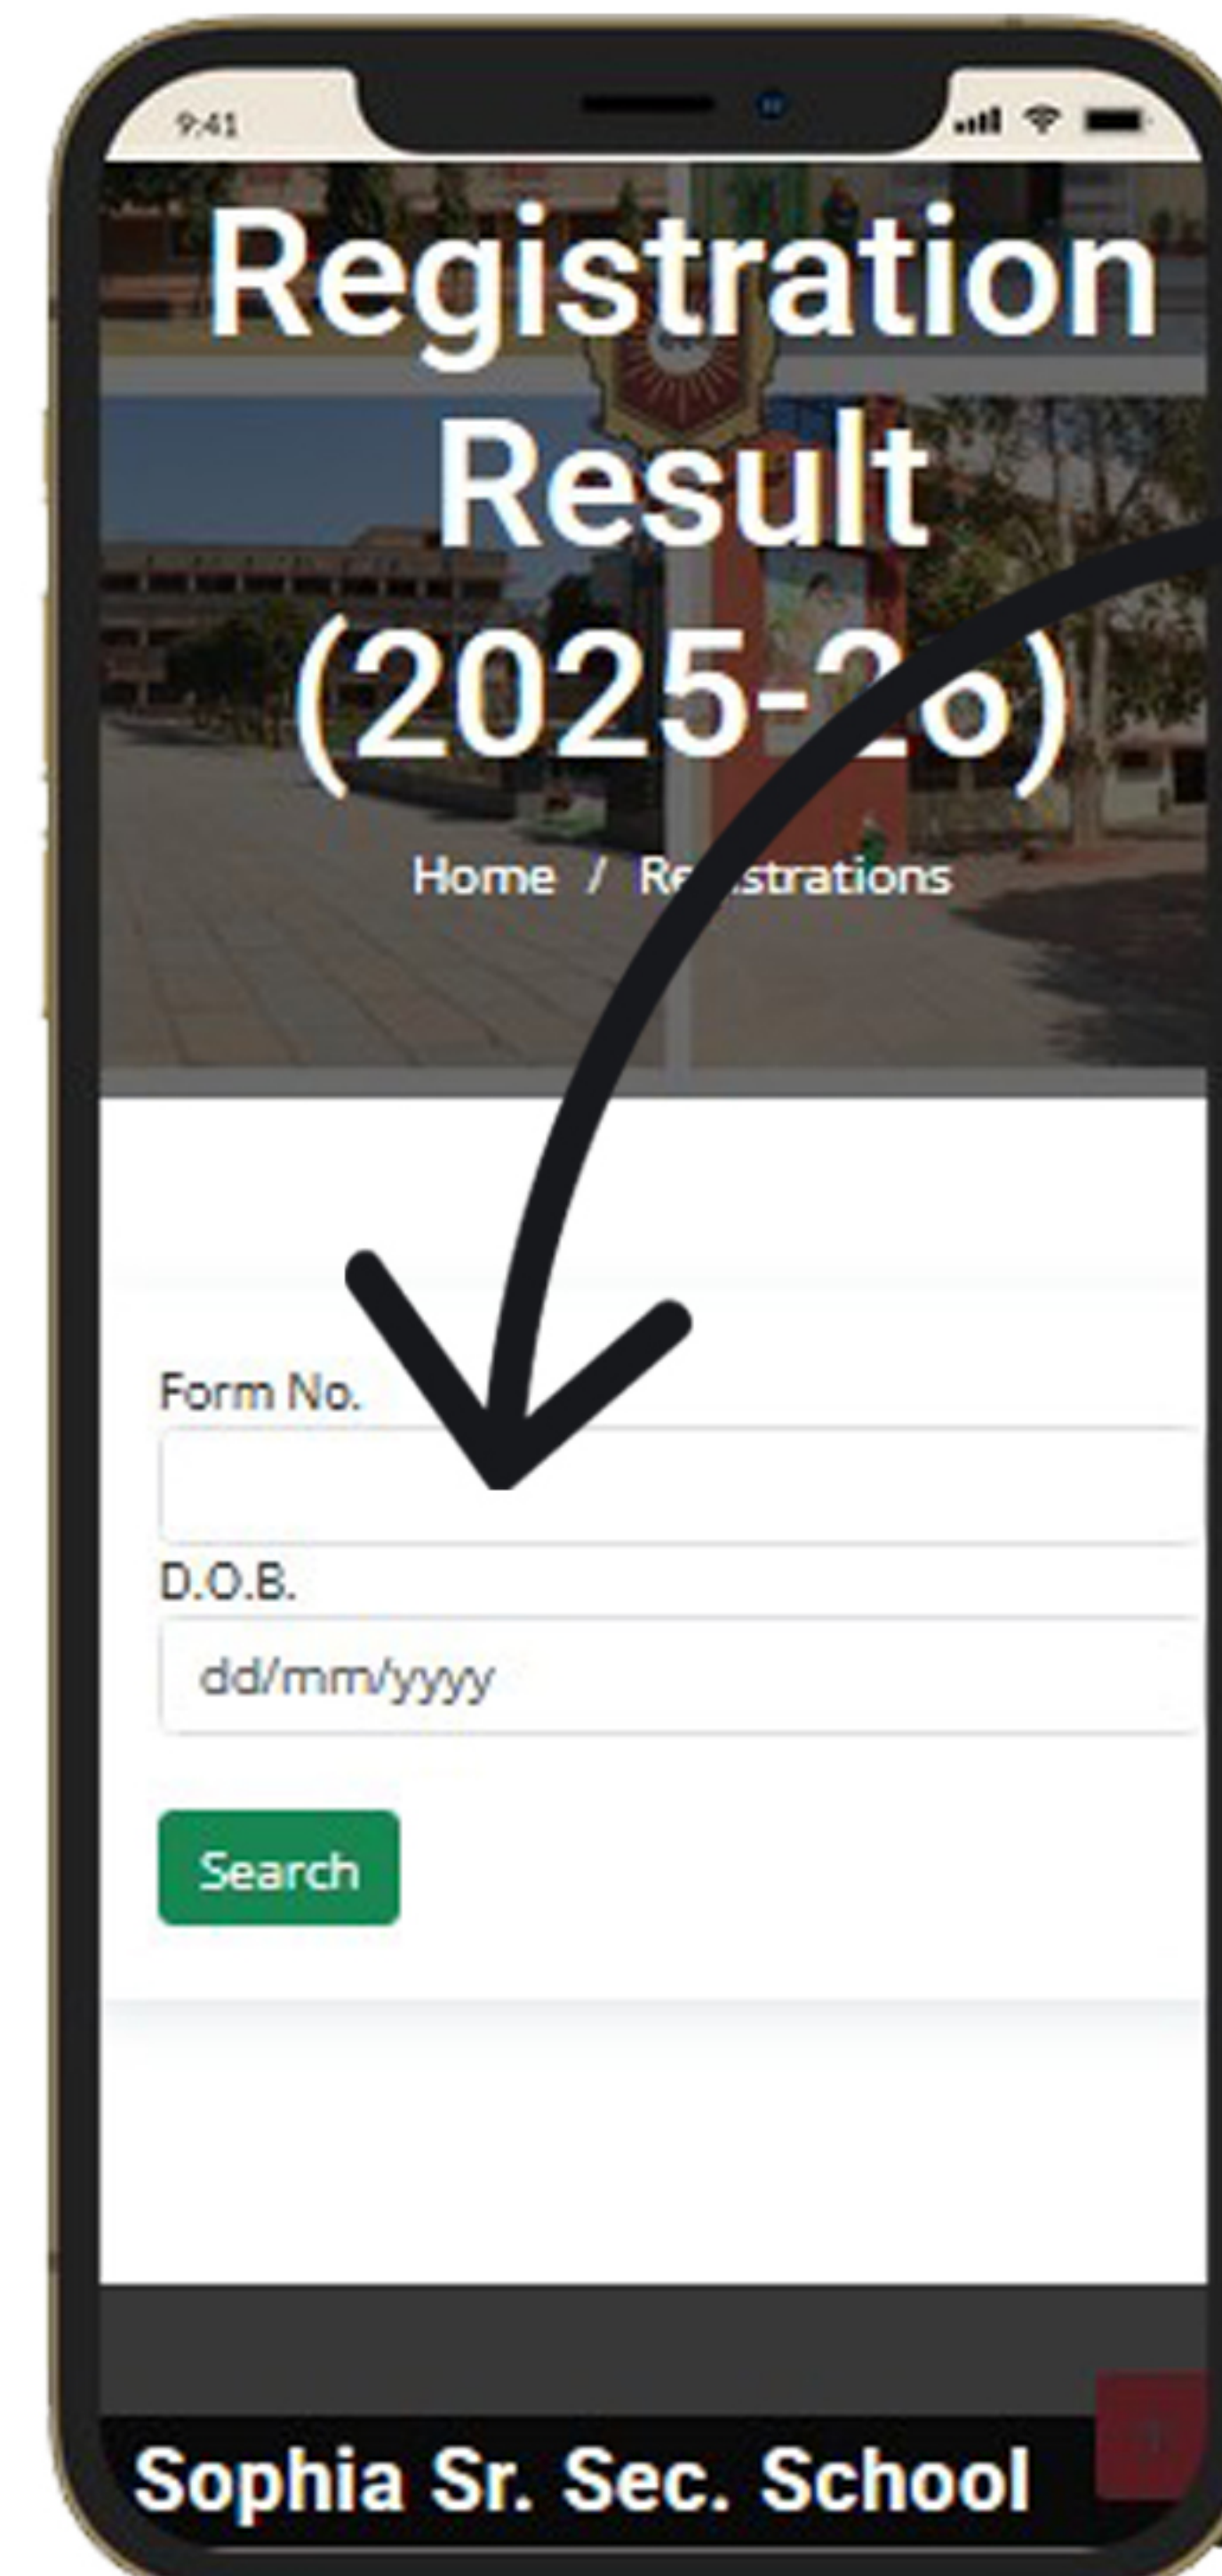 9:41
Registration
Result
(2025-26)
Home / Registrations
Form No.
D.O.B.
dd/mm/yyyy
Search
Sophia Sr. Sec. School